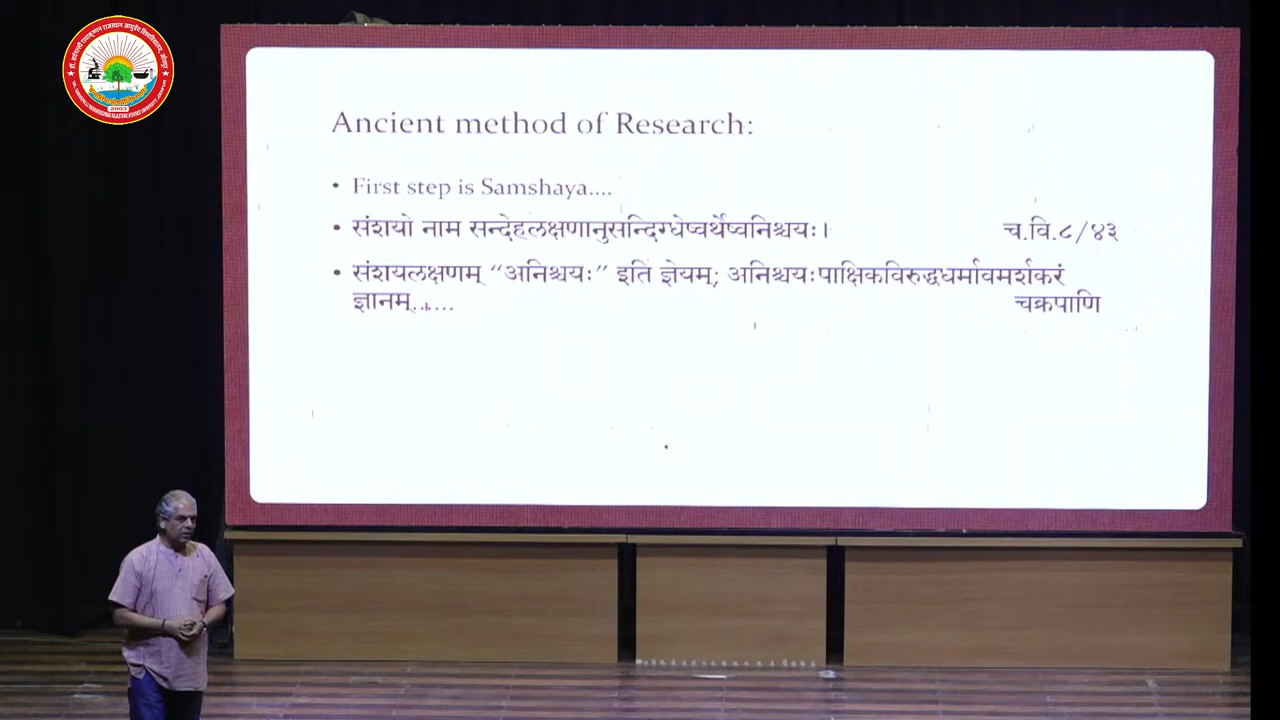 Ancient method of Research:
• First step is Samshaya....
• संशयो नाम सन्देहलक्षणानुसन्दिग्धेष्वर्थेष्वनिश्चयः। च.वि.८/४३
• संशयलक्षणम् “अनिश्चयः” इति ज्ञेयम्; अनिश्चयःपाक्षिकविरुद्धधर्मावमर्शकरं
ज्ञानम्...... चक्रपाणि
2003